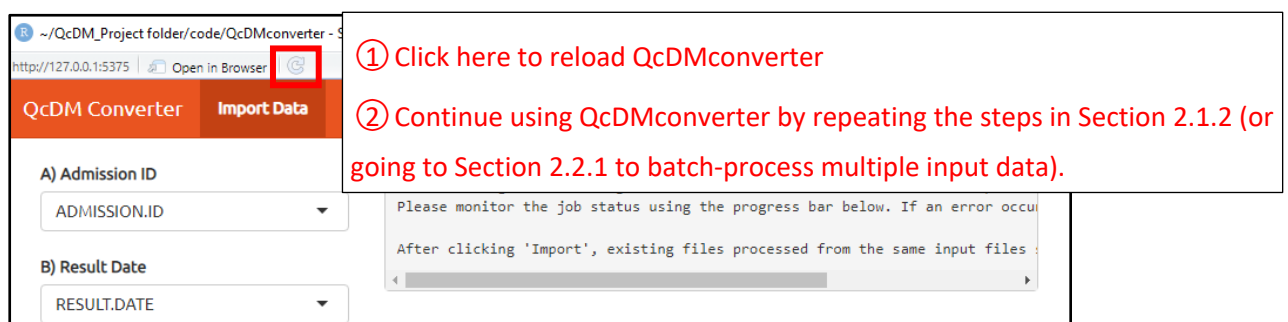 ~/QcDM_Project folder/code/QcDMconverter - S
http://127.0.0.1:5375 Open in Browser
QcDM Converter Import Data
① Click here to reload QcDMconverter
② Continue using QcDMconverter by repeating the steps in Section 2.1.2 (or
going to Section 2.2.1 to batch-process multiple input data).
A) Admission ID
ADMISSION.ID
B) Result Date
RESULT.DATE
Please monitor the job status using the progress bar below. If an error occu
After clicking 'Import', existing files processed from the same input files